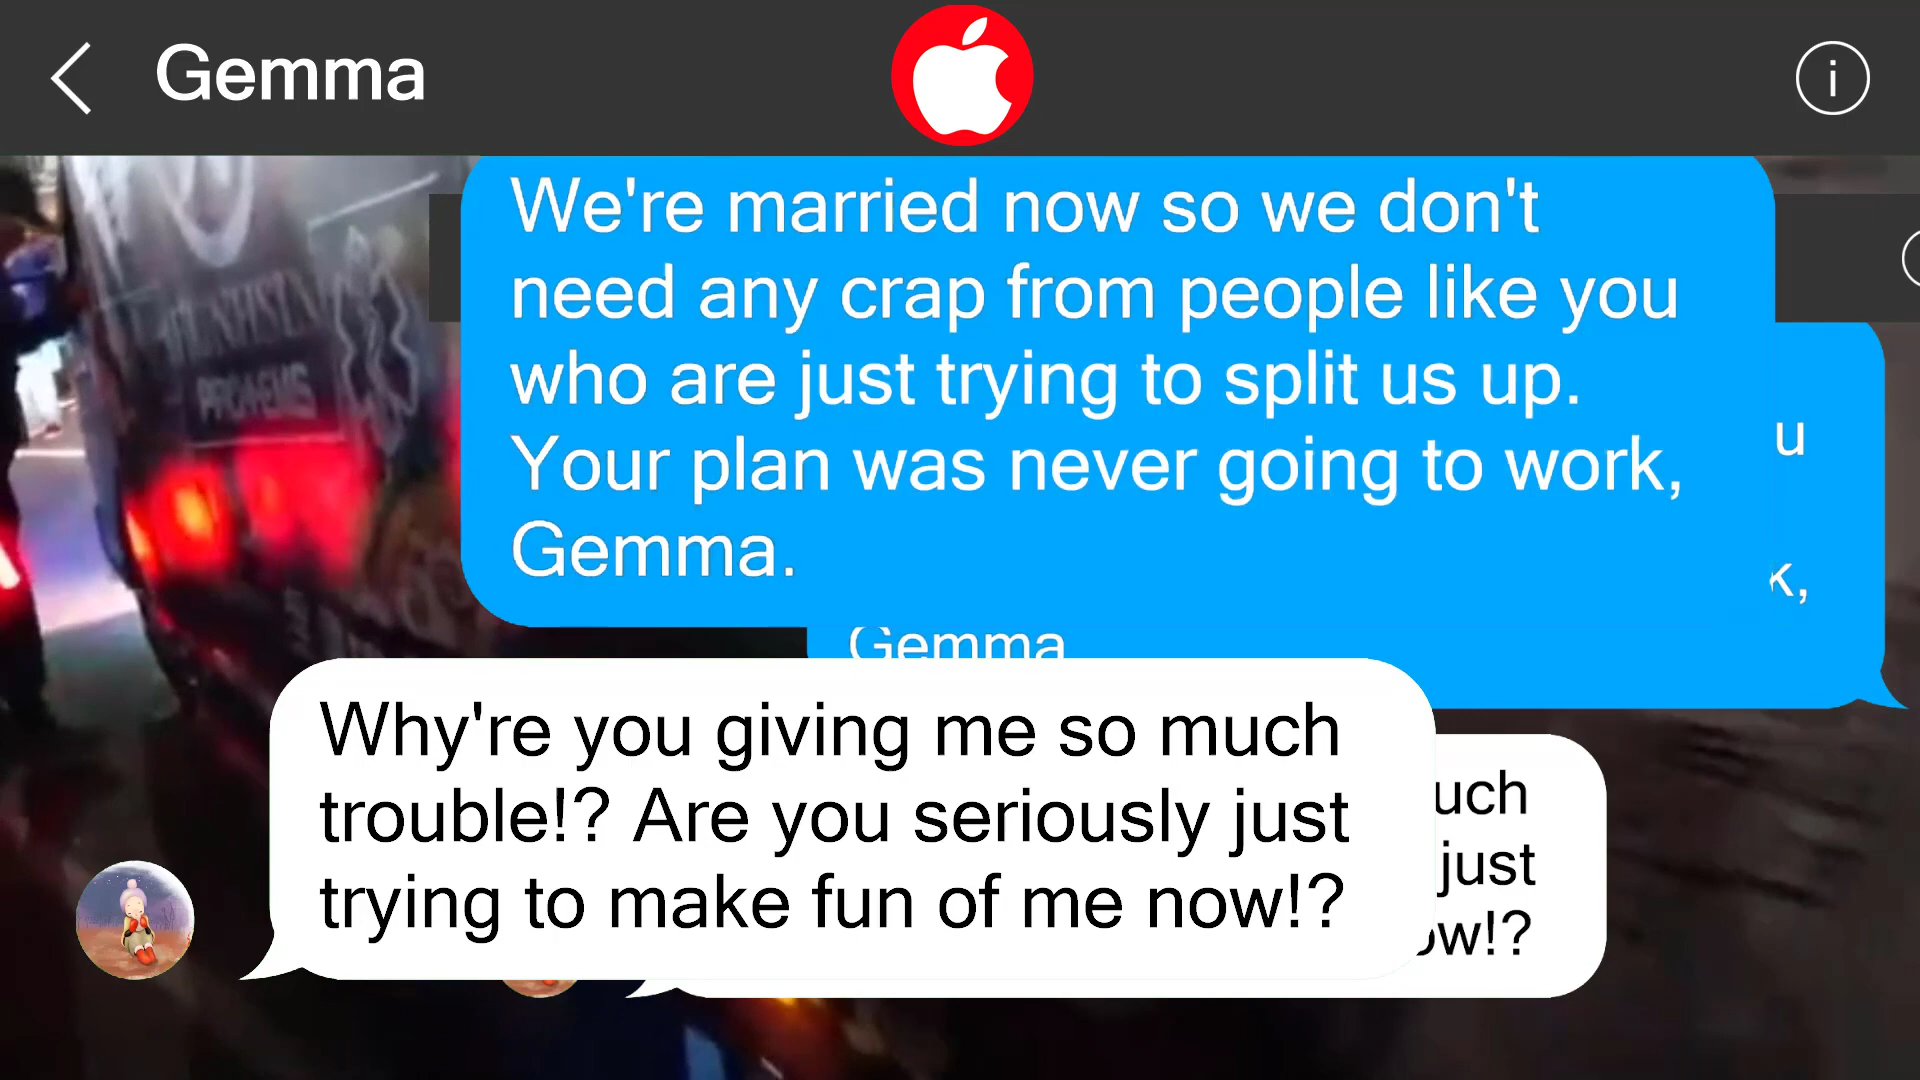 Gemma
i
We're married now so we don't
need any crap from people like you
who are just trying to split us up.
Your plan was never going to work,
Gemma.
u
k,
Gemma
Why're you giving me so much
trouble!? Are you seriously just
trying to make fun of me now!?
uch
just
ow!?